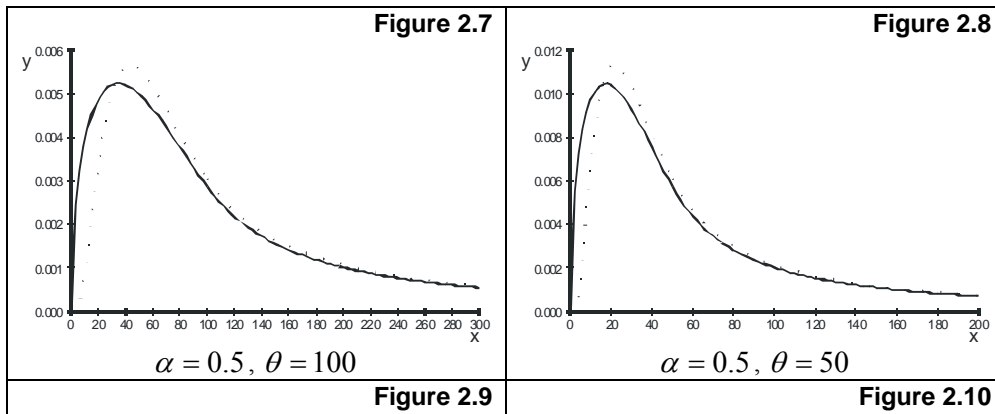 Figure 2.7
y
0.006
0.005
0.004
0.003
0.002
0.001
0.000
0 20 40 60 80 100 120 140 160 180 200 220 240 260 280 300
x
α = 0.5, θ = 100
Figure 2.8
y
0.012
0.010
0.008
0.006
0.004
0.002
0.000
0 20 40 60 80 100 120 140 160 180 200
x
α = 0.5, θ = 50
Figure 2.9
Figure 2.10